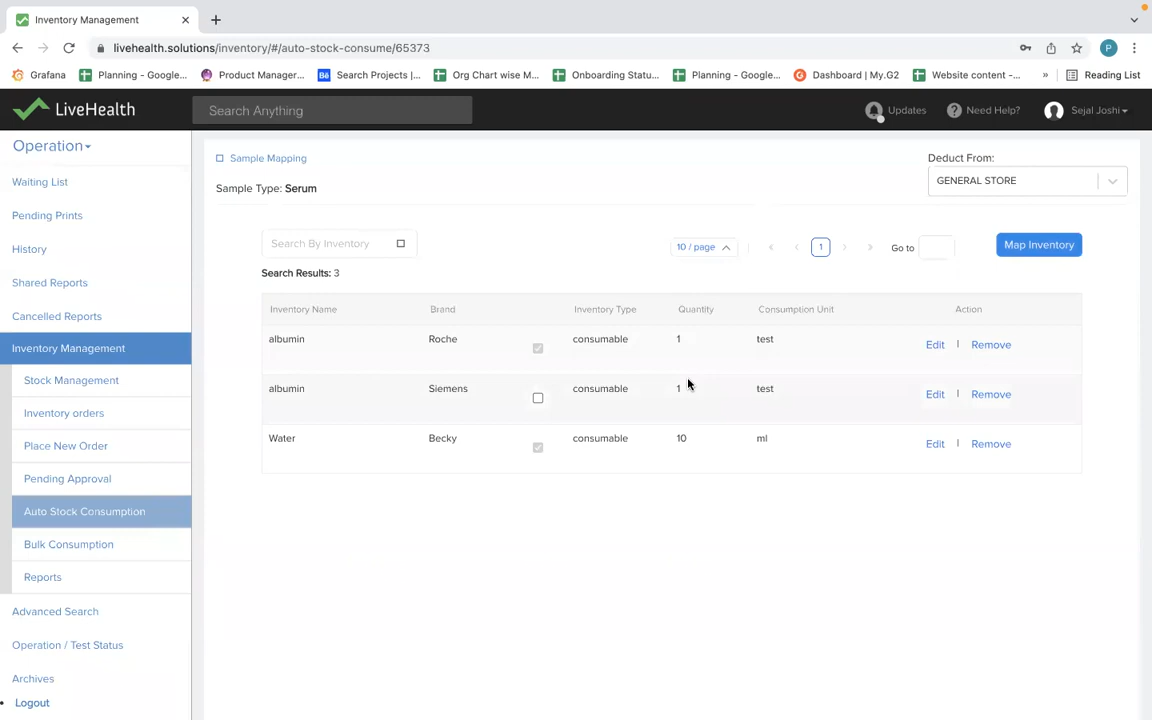 Inventory Management
livehealth.solutions/inventory/#/auto-stock-consume/65373
P
Grafana
Planning - Google...
Product Manager...
Search Projects |...
Org Chart wise M...
Onboarding Statu...
Planning - Google...
Dashboard | My.G2
Website content -...
»
Reading List
LiveHealth
Search Anything
Updates
Need Help?
Sejal Joshi
Operation
Waiting List
Pending Prints
History
Shared Reports
Cancelled Reports
Inventory Management
Stock Management
Inventory orders
Place New Order
Pending Approval
Auto Stock Consumption
Bulk Consumption
Reports
Advanced Search
Operation / Test Status
Archives
Logout
Sample Mapping
Sample Type: Serum
Deduct From:
GENERAL STORE
Search By Inventory
10 / page
1
Go to
Map Inventory
Search Results: 3
Inventory Name Brand Inventory Type Quantity Consumption Unit Action
albumin Roche consumable 1 test Edit | Remove
albumin Siemens consumable 1 test Edit | Remove
Water Becky consumable 10 ml Edit | Remove